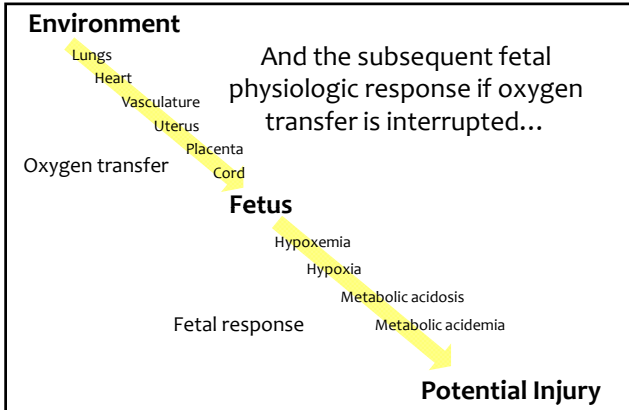 Environment
And the subsequent fetal
physiologic response if oxygen
transfer is interrupted...
Lungs
Heart
Vasculature
Uterus
Placenta
Cord
Oxygen transfer
Fetus
Hypoxemia
Hypoxia
Metabolic acidosis
Metabolic acidemia
Fetal response
Potential Injury